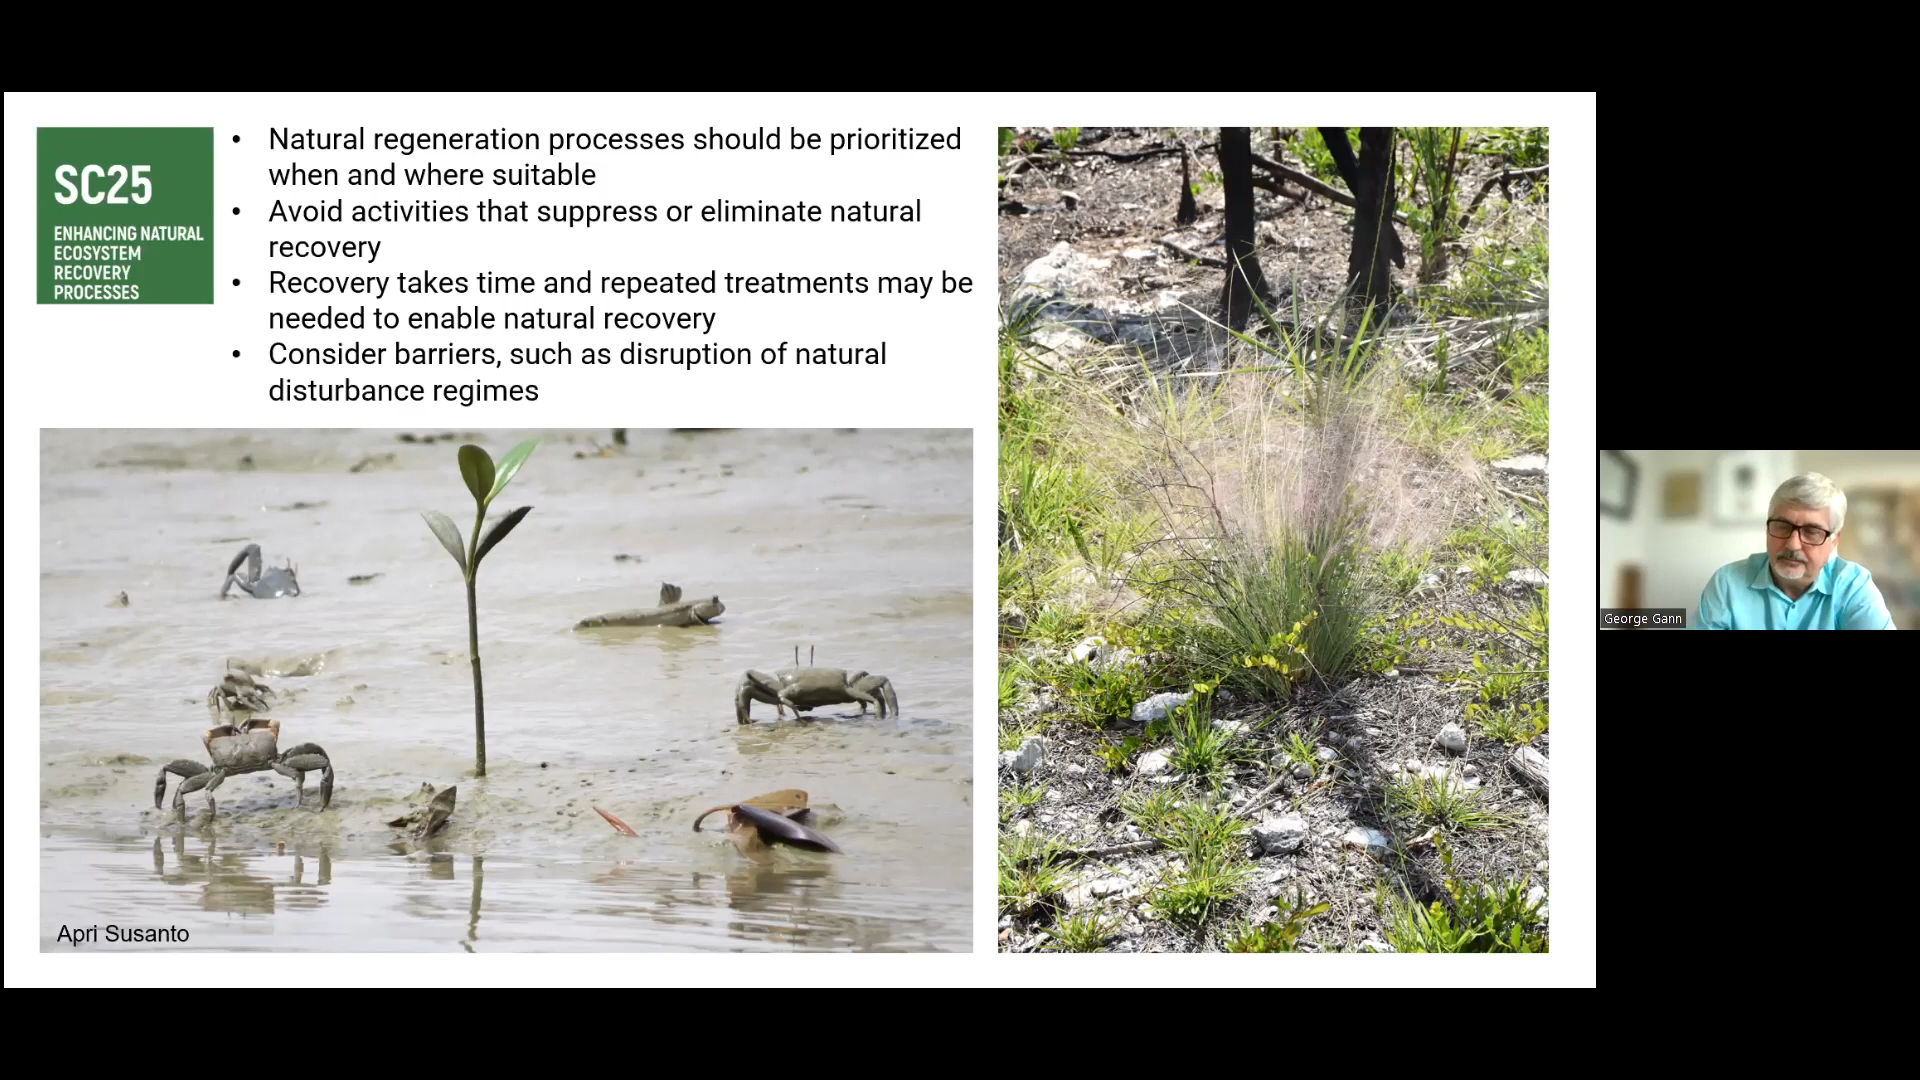 SC25
ENHANCING NATURAL
ECOSYSTEM
RECOVERY
PROCESSES
• Natural regeneration processes should be prioritized
when and where suitable
• Avoid activities that suppress or eliminate natural
recovery
• Recovery takes time and repeated treatments may be
needed to enable natural recovery
• Consider barriers, such as disruption of natural
disturbance regimes
Apri Susanto
George Gann